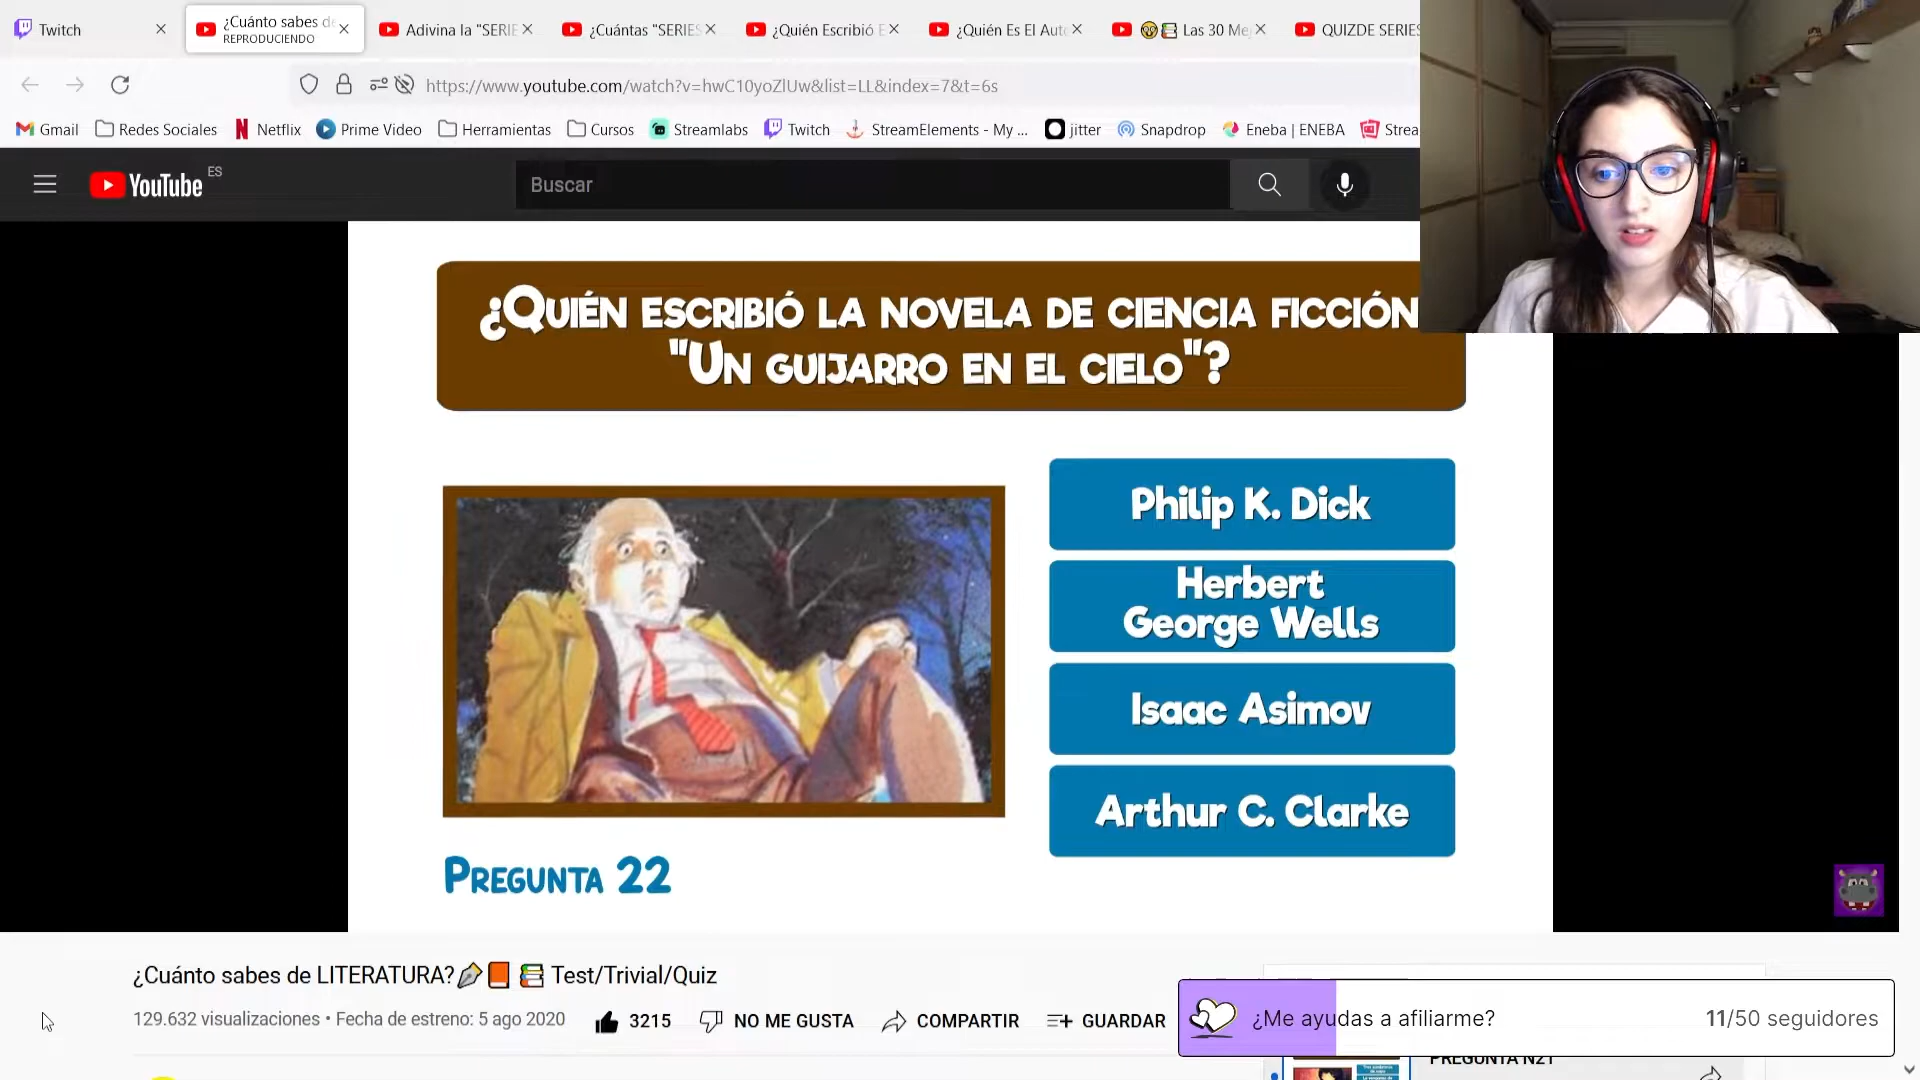 Twitch
¿Cuánto sabes de
REPRODUCIENDO
Adivina la "SERIE
¿Cuántas "SERIES
¿Quién Escribió E
¿Quién Es El Auto
Las 30 Me
QUIZDE SERIES
https://www.youtube.com/watch?v=hwC10yoZlUw&list=LL&index=7&t=6s
Gmail
Redes Sociales
Netflix
Prime Video
Herramientas
Cursos
Streamlabs
Twitch
StreamElements - My ...
jitter
Snapdrop
Eneba | ENEBA
Strea
YouTube ES
Buscar
¿Quién escribió la novela de ciencia ficción
"Un guijarro en el cielo"?
Philip K. Dick
Herbert
George Wells
Isaac Asimov
Arthur C. Clarke
Pregunta 22
¿Cuánto sabes de LITERATURA? Test/Trivial/Quiz
129.632 visualizaciones • Fecha de estreno: 5 ago 2020
3215
NO ME GUSTA
COMPARTIR
GUARDAR
¿Me ayudas a afiliarme?
11/50 seguidores
PREGUNTA N21